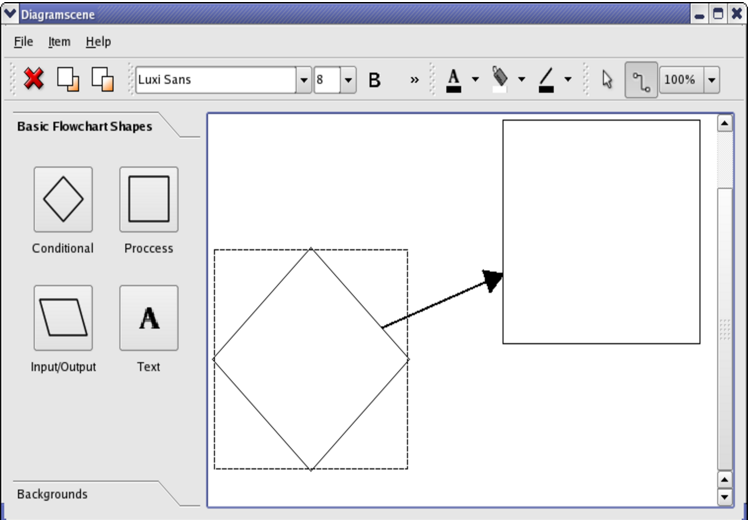 Diagramscene
File Item Help
Luxi Sans 8 B » A 100%
Basic Flowchart Shapes
Conditional Proccess
A
Input/Output Text
Backgrounds